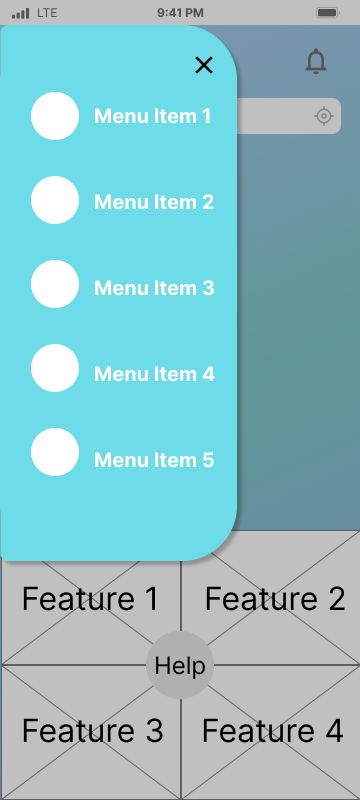 LTE 9:41 PM
Menu Item 1
Menu Item 2
Menu Item 3
Menu Item 4
Menu Item 5
Feature 1 Feature 2
Help
Feature 3 Feature 4